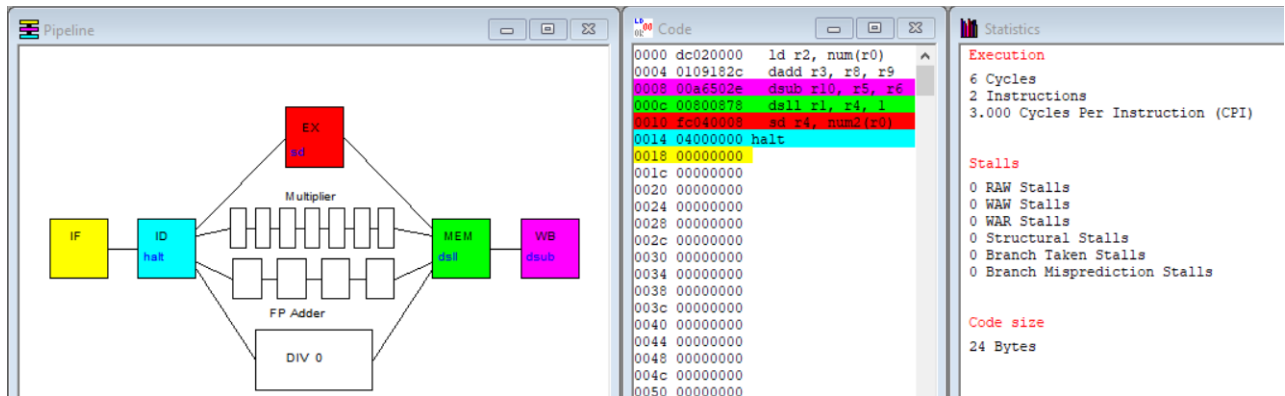 Pipeline
EX
sd
Multiplier
IF
ID
halt
MEM
dsll
WB
dsub
FP Adder
DIV 0
Code
0000 dc020000 ld r2, num(r0)
0004 0109182c dadd r3, r8, r9
0008 00a6502e dsub r10, r5, r6
000c 00800878 dsll r1, r4, 1
0010 fc040008 sd r4, num2(r0)
0014 04000000 halt
0018 00000000
001c 00000000
0020 00000000
0024 00000000
0028 00000000
002c 00000000
0030 00000000
0034 00000000
0038 00000000
003c 00000000
0040 00000000
0044 00000000
0048 00000000
004c 00000000
0050 00000000
Statistics
Execution
6 Cycles
2 Instructions
3.000 Cycles Per Instruction (CPI)
Stalls
0 RAW Stalls
0 WAW Stalls
0 WAR Stalls
0 Structural Stalls
0 Branch Taken Stalls
0 Branch Misprediction Stalls
Code size
24 Bytes